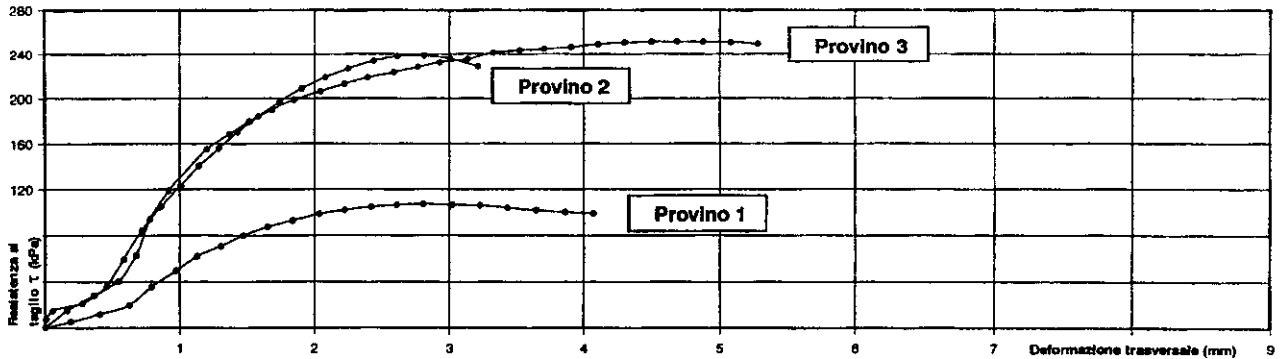 280
240
200
160
120
Resistenza al
taglio τ (kPa)
Provino 3
Provino 2
Provino 1
1
2
3
4
5
6
7
Deformazione trasversale (mm)
9